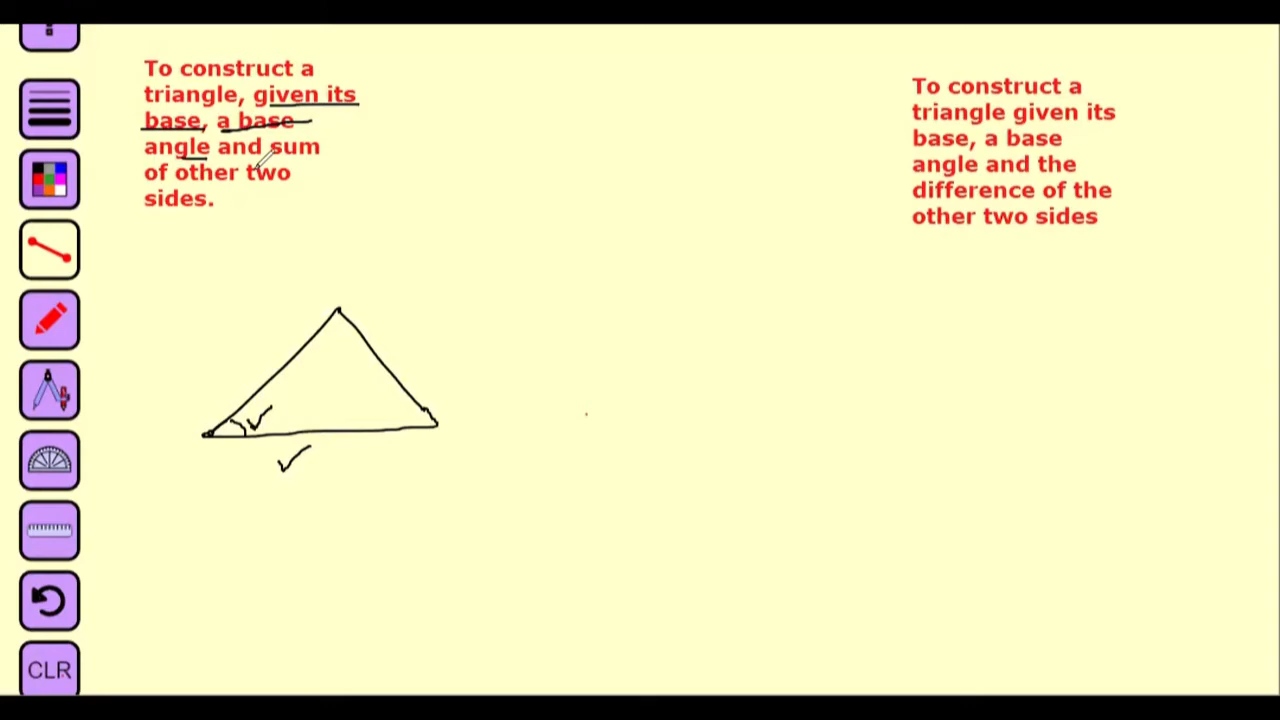 To construct a
triangle, given its
base, a base
angle and sum
of other two
sides.
To construct a
triangle given its
base, a base
angle and the
difference of the
other two sides
CLR